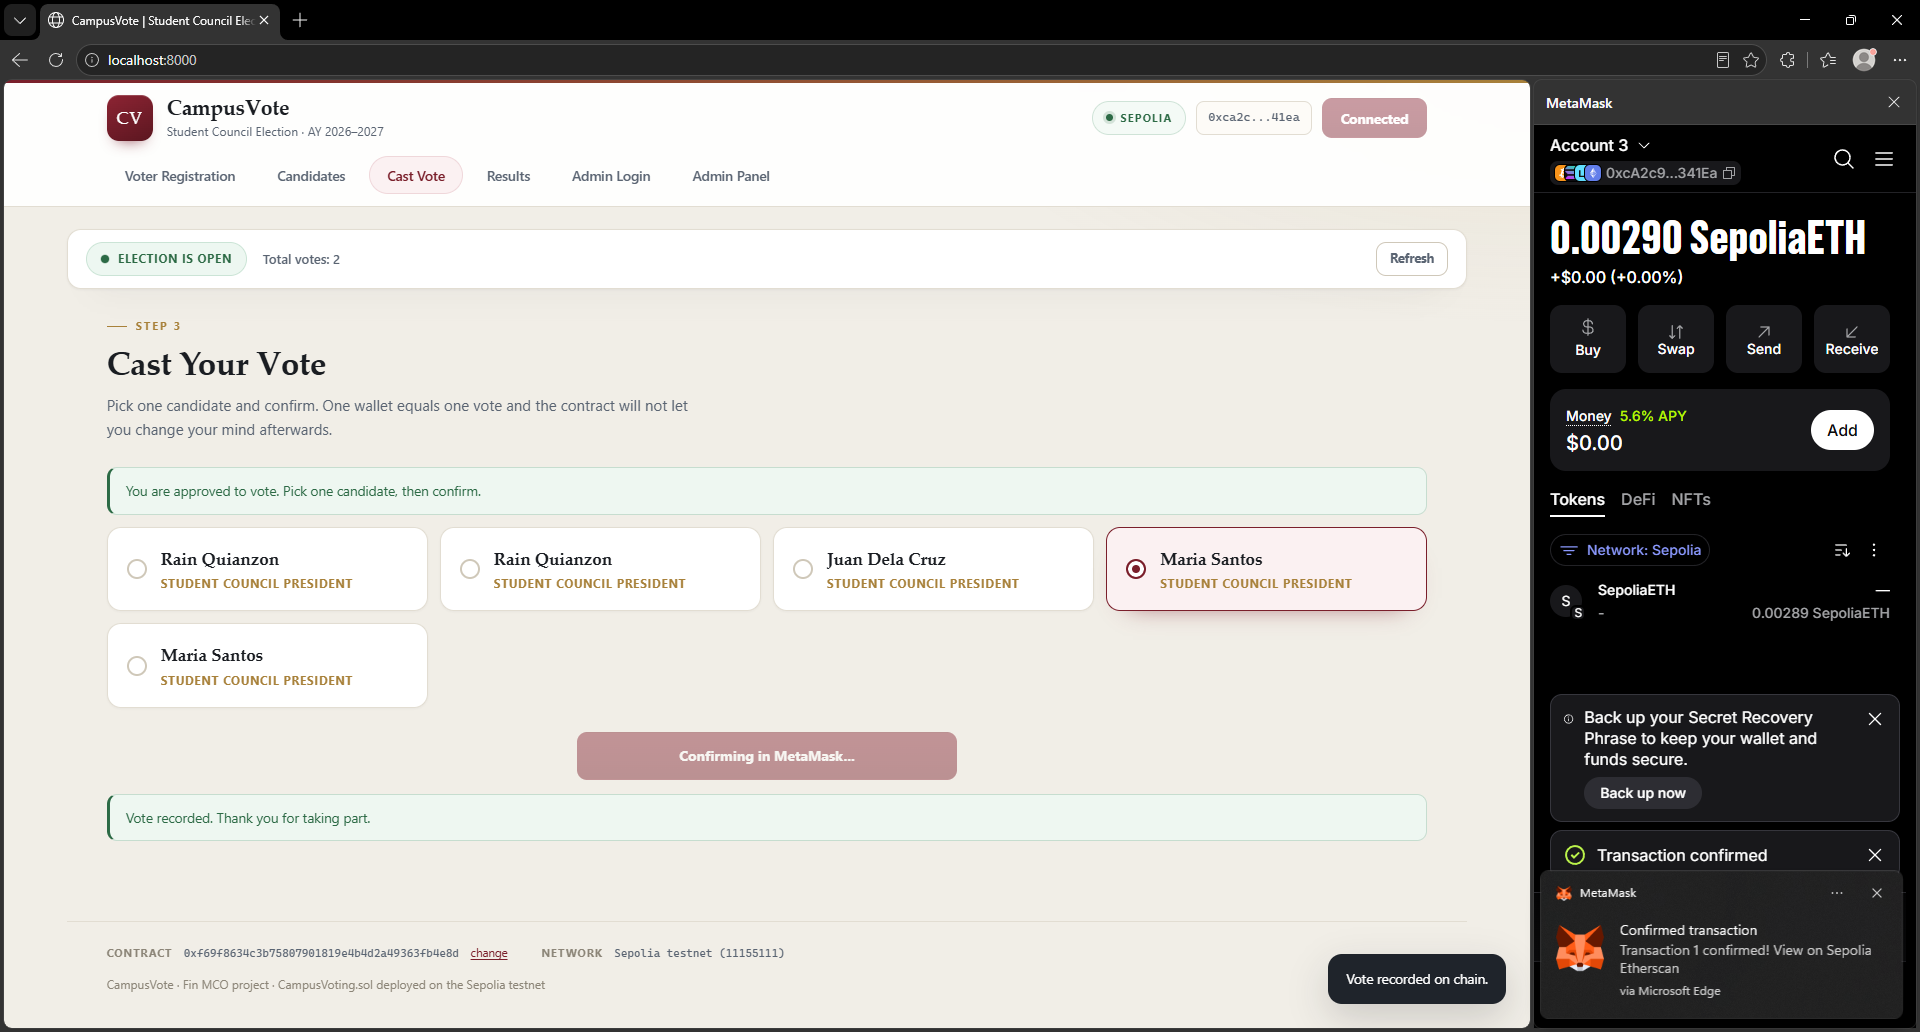 CampusVote | Student Council Elec
localhost:8000
CV
CampusVote
Student Council Election · AY 2026–2027
SEPOLIA
0xca2c...41ea
Connected
Voter Registration
Candidates
Cast Vote
Results
Admin Login
Admin Panel
ELECTION IS OPEN
Total votes: 2
Refresh
STEP 3
Cast Your Vote
Pick one candidate and confirm. One wallet equals one vote and the contract will not let
you change your mind afterwards.
You are approved to vote. Pick one candidate, then confirm.
Rain Quianzon
STUDENT COUNCIL PRESIDENT
Rain Quianzon
STUDENT COUNCIL PRESIDENT
Juan Dela Cruz
STUDENT COUNCIL PRESIDENT
Maria Santos
STUDENT COUNCIL PRESIDENT
Maria Santos
STUDENT COUNCIL PRESIDENT
Confirming in MetaMask...
Vote recorded. Thank you for taking part.
CONTRACT 0xf69f8634c3b75807901819e4b4d2a49363fb4e8d change NETWORK Sepolia testnet (11155111)
CampusVote · Fin MCO project · CampusVoting.sol deployed on the Sepolia testnet
Vote recorded on chain.
MetaMask
Account 3
0xcA2c9...341Ea
0.00290 SepoliaETH
+$0.00 (+0.00%)
Buy
Swap
Send
Receive
Money 5.6% APY
$0.00
Add
Tokens
DeFi
NFTs
Network: Sepolia
S
S
SepoliaETH
—
-
0.00289 SepoliaETH
Back up your Secret Recovery
Phrase to keep your wallet and
funds secure.
Back up now
Transaction confirmed
MetaMask
Confirmed transaction
Transaction 1 confirmed! View on Sepolia
Etherscan
via Microsoft Edge